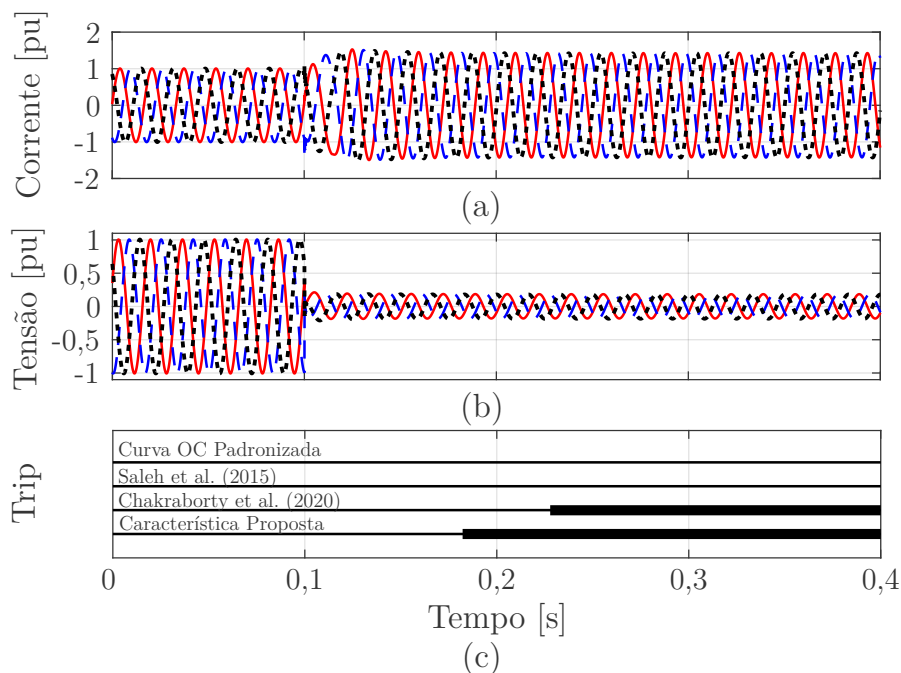 Corrente [pu]
2
1
0
-1
-2
(a)
Tensão [pu]
1
0,5
0
-0,5
-1
(b)
Trip
Curva OC Padronizada
Saleh et al. (2015)
Chakraborty et al. (2020)
Característica Proposta
0 0,1 0,2 0,3 0,4
Tempo [s]
(c)